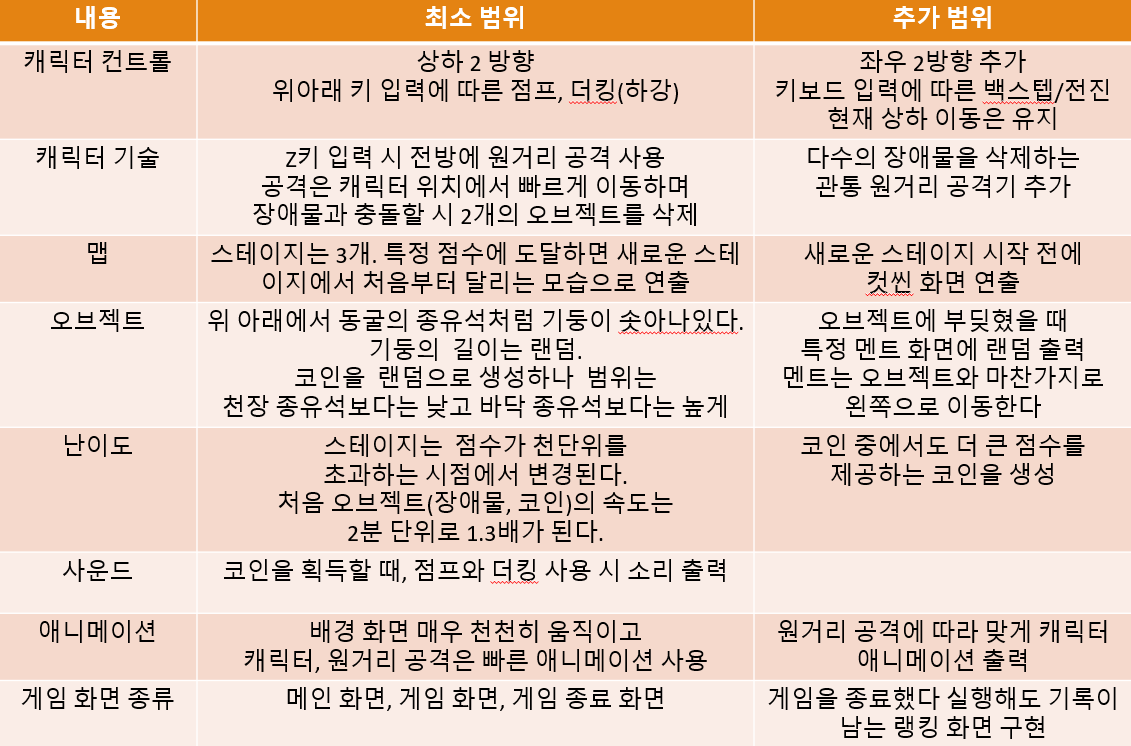 내용
최소 범위
추가 범위
캐릭터 컨트롤
상하 2 방향
위아래 키 입력에 따른 점프, 더킹(하강)
좌우 2방향 추가
키보드 입력에 따른 백스텝/전진
현재 상하 이동은 유지
캐릭터 기술
Z키 입력 시 전방에 원거리 공격 사용
공격은 캐릭터 위치에서 빠르게 이동하며
장애물과 충돌할 시 2개의 오브젝트를 삭제
다수의 장애물을 삭제하는
관통 원거리 공격기 추가
맵
스테이지는 3개. 특정 점수에 도달하면 새로운 스테
이지에서 처음부터 달리는 모습으로 연출
새로운 스테이지 시작 전에
컷씬 화면 연출
오브젝트
위 아래에서 동굴의 종유석처럼 기둥이 솟아나있다.
기둥의 길이는 랜덤.
코인을 랜덤으로 생성하나 범위는
천장 종유석보다는 낮고 바닥 종유석보다는 높게
오브젝트에 부딪혔을 때
특정 멘트 화면에 랜덤 출력
멘트는 오브젝트와 마찬가지로
왼쪽으로 이동한다
난이도
스테이지는 점수가 천단위를
초과하는 시점에서 변경된다.
처음 오브젝트(장애물, 코인)의 속도는
2분 단위로 1.3배가 된다.
코인 중에서도 더 큰 점수를
제공하는 코인을 생성
사운드
코인을 획득할 때, 점프와 더킹 사용 시 소리 출력
애니메이션
배경 화면 매우 천천히 움직이고
캐릭터, 원거리 공격은 빠른 애니메이션 사용
원거리 공격에 따라 맞게 캐릭터
애니메이션 출력
게임 화면 종류
메인 화면, 게임 화면, 게임 종료 화면
게임을 종료했다 실행해도 기록이
남는 랭킹 화면 구현